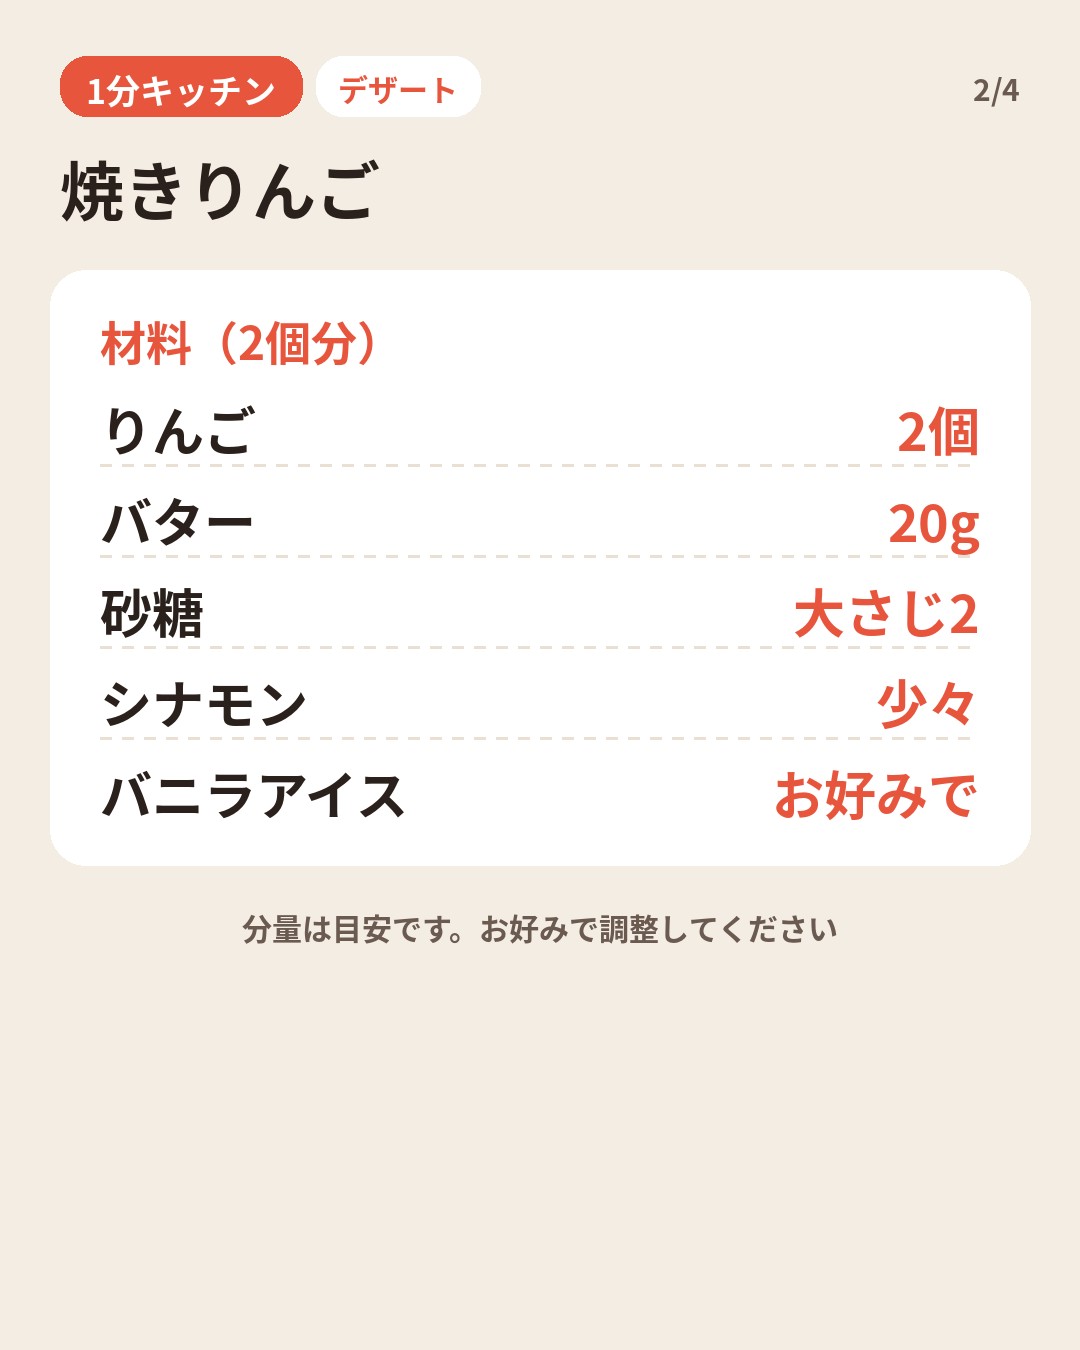 1分キッチン デザート 2/4
焼きりんご
材料（2個分）
りんご 2個
バター 20g
砂糖 大さじ2
シナモン 少々
バニラアイス お好みで
分量は目安です。お好みで調整してください